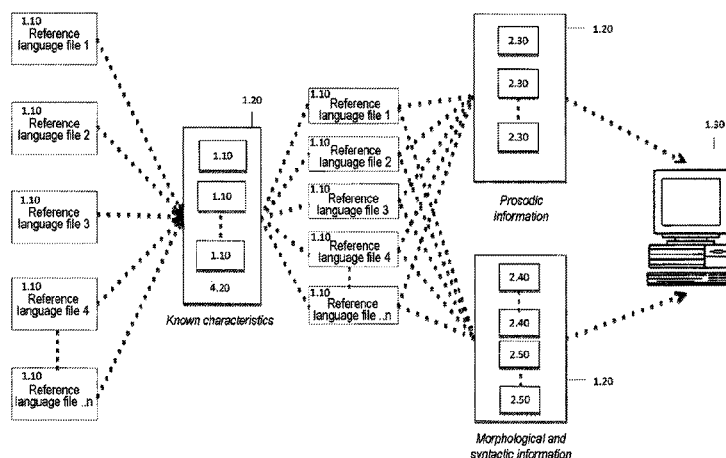 1.10
Reference
language file 1
1.10
Reference
language file 2
1.10
Reference
language file 3
1.10
Reference
language file 4
1.10
Reference
language file ..n
1.20
1.10
1.10
1.10
4.20
Known characteristics
1.10
Reference
language file 1
1.10
Reference
language file 2
1.10
Reference
language file 3
1.10
Reference
language file 4
1.10
Reference
language file ..n
1.20
2.30
2.30
2.30
Prosodic
information
2.40
2.40
2.50
2.50
1.20
Morphological and
syntactic information
1.30